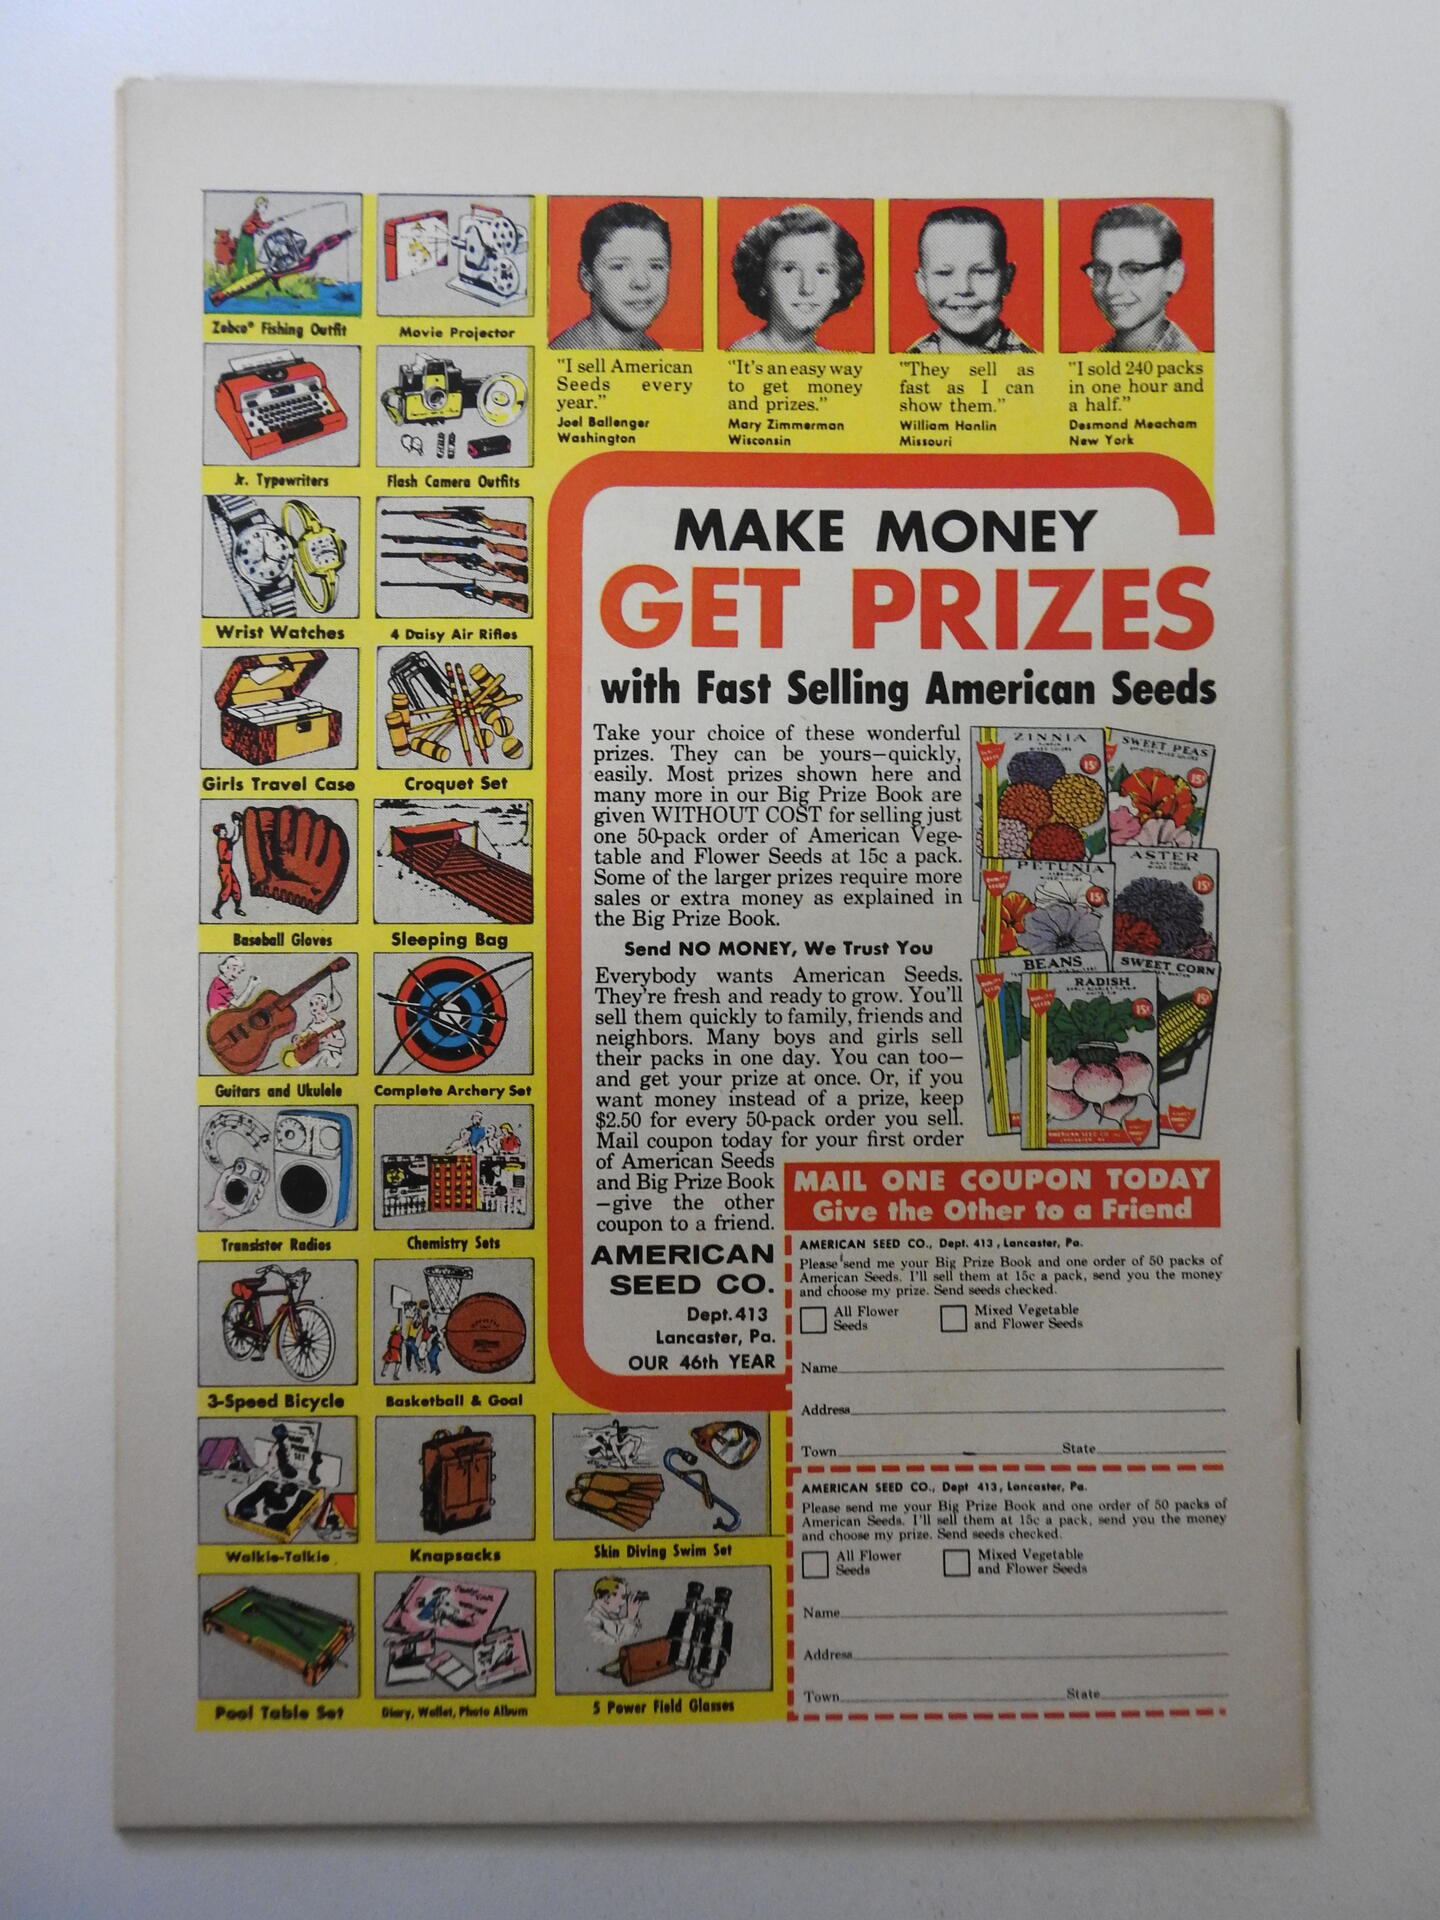 Zebco® Fishing Outfit
Movie Projector
Jr. Typewriters
Flash Camera Outfits
Wrist Watches
4 Daisy Air Rifles
Girls Travel Case
Croquet Set
Baseball Gloves
Sleeping Bag
Guitars and Ukulele
Complete Archery Set
Transistor Radios
Chemistry Sets
3-Speed Bicycle
Basketball & Goal
Walkie-Talkie
Knapsacks
Skin Diving Swim Set
Pool Table Set
Diary, Wallet, Photo Album
5 Power Field Glasses
"I sell American
Seeds every
year."
Joel Ballenger
Washington
"It's an easy way
to get money
and prizes."
Mary Zimmerman
Wisconsin
"They sell as
fast as I can
show them."
William Hanlin
Missouri
"I sold 240 packs
in one hour and
a half."
Desmond Meacham
New York
MAKE MONEY
GET PRIZES
with Fast Selling American Seeds
Take your choice of these wonderful
prizes. They can be yours—quickly,
easily. Most prizes shown here and
many more in our Big Prize Book are
given WITHOUT COST for selling just
one 50-pack order of American Vege-
table and Flower Seeds at 15c a pack.
Some of the larger prizes require more
sales or extra money as explained in
the Big Prize Book.
Send NO MONEY, We Trust You
Everybody wants American Seeds.
They're fresh and ready to grow. You'll
sell them quickly to family, friends and
neighbors. Many boys and girls sell
their packs in one day. You can too—
and get your prize at once. Or, if you
want money instead of a prize, keep
$2.50 for every 50-pack order you sell.
Mail coupon today for your first order
of American Seeds
and Big Prize Book
—give the other
coupon to a friend.
AMERICAN
SEED CO.
Dept. 413
Lancaster, Pa.
OUR 46th YEAR
ZINNIA
15¢
SWEET PEAS
15¢
PETUNIA
15¢
ASTER
15¢
BEANS
SWEET CORN
15¢
RADISH
15¢
MAIL ONE COUPON TODAY
Give the Other to a Friend
AMERICAN SEED CO., Dept. 413, Lancaster, Pa.
Please send me your Big Prize Book and one order of 50 packs of
American Seeds. I'll sell them at 15c a pack, send you the money
and choose my prize. Send seeds checked.
All Flower
Seeds
Mixed Vegetable
and Flower Seeds
Name
Address
Town State
AMERICAN SEED CO., Dept 413, Lancaster, Pa.
Please send me your Big Prize Book and one order of 50 packs of
American Seeds. I'll sell them at 15c a pack, send you the money
and choose my prize. Send seeds checked.
All Flower
Seeds
Mixed Vegetable
and Flower Seeds
Name
Address
Town State